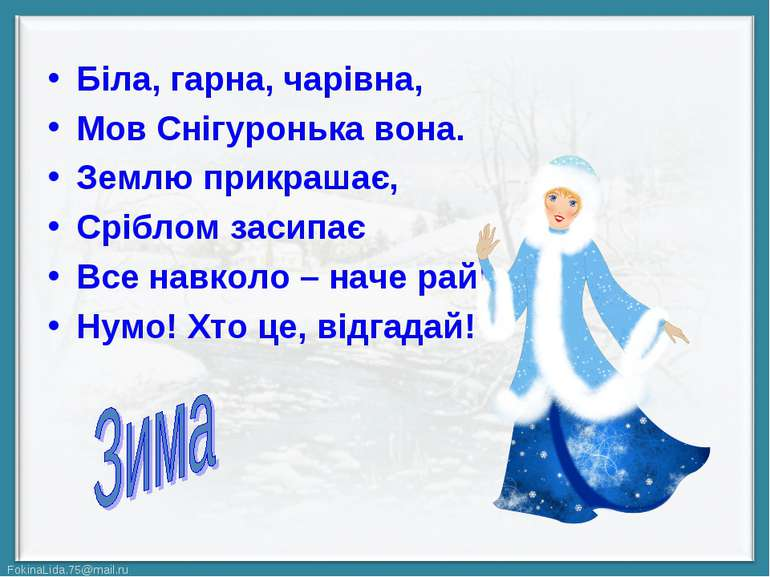 • Біла, гарна, чарівна,
• Мов Снігуронька вона.
• Землю прикрашає,
• Сріблом засипає
• Все навколо – наче рай
• Нумо! Хто це, відгадай!
Зима
FokinaLida.75@mail.ru